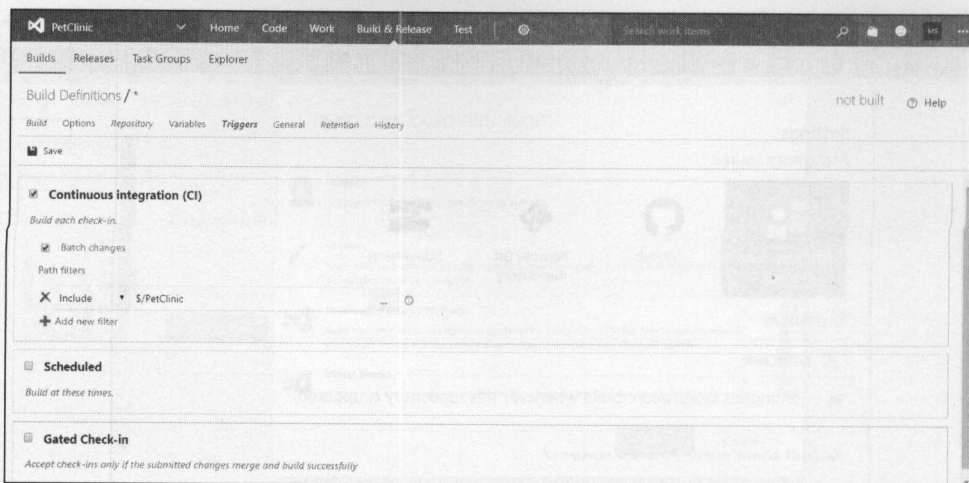 PetClinic Home Code Work Build & Release Test Search work items MS ...
Builds Releases Task Groups Explorer
Build Definitions / * not built Help
Build Options Repository Variables Triggers General Retention History
Save
Continuous integration (CI)
Build each check-in.
Batch changes
Path filters
Include $/PetClinic ...
Add new filter
Scheduled
Build at these times.
Gated Check-in
Accept check-ins only if the submitted changes merge and build successfully